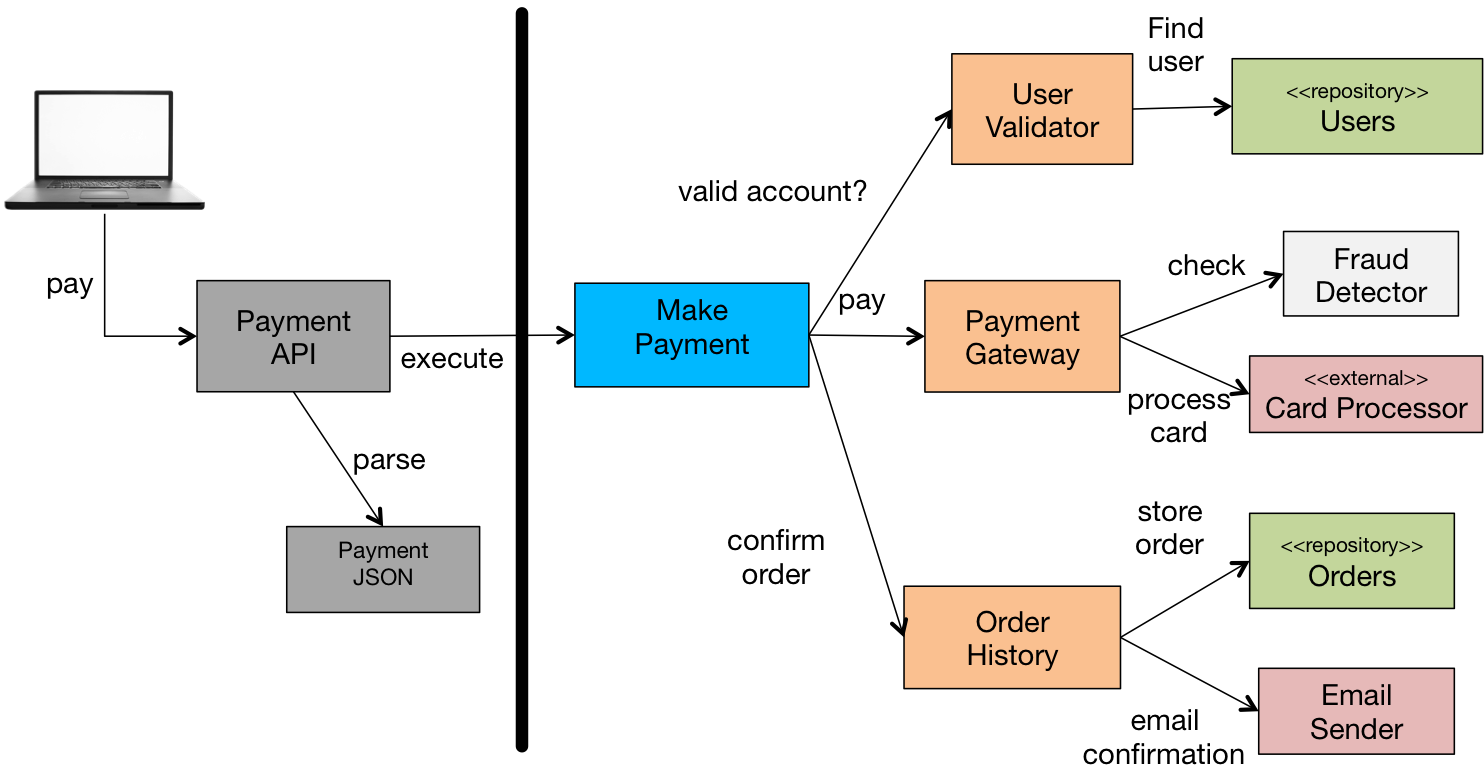 pay
Payment
API
execute
parse
Payment
JSON
Make
Payment
valid account?
User
Validator
Find
user
<<repository>>
Users
pay
Payment
Gateway
check
Fraud
Detector
process
card
<<external>>
Card Processor
confirm
order
Order
History
store
order
<<repository>>
Orders
email
confirmation
Email
Sender